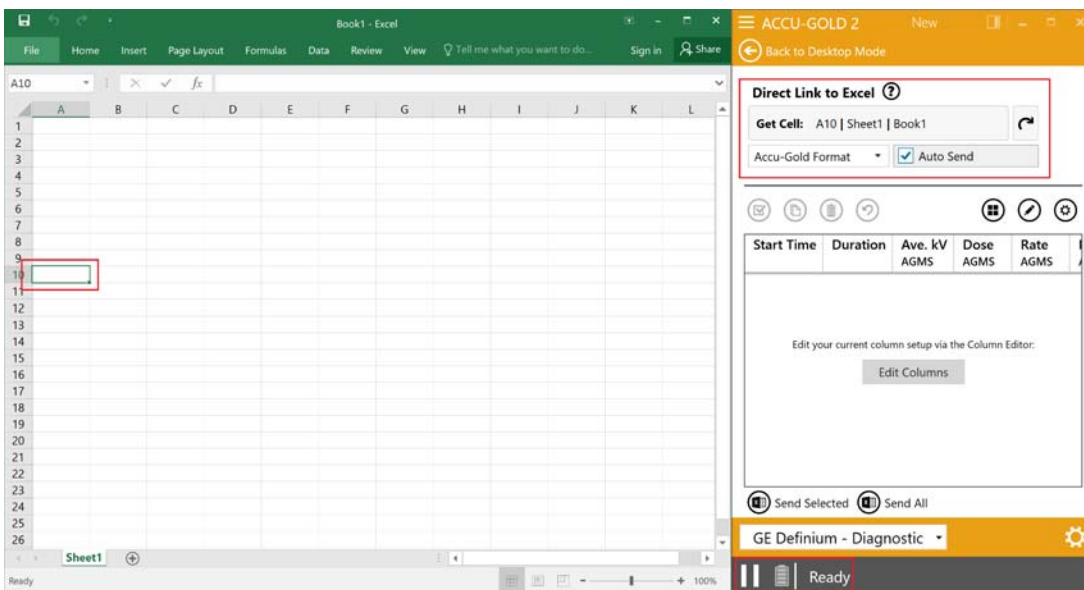 Book1 - Excel
File Home Insert Page Layout Formulas Data Review View Tell me what you want to do... Sign in Share
A10 fx
A B C D E F G H I J K L
1
2
3
4
5
6
7
8
9
10
11
12
13
14
15
16
17
18
19
20
21
22
23
24
25
26
Sheet1
Ready 100%
ACCU-GOLD 2 New
Back to Desktop Mode
Direct Link to Excel ?
Get Cell: A10 | Sheet1 | Book1
Accu-Gold Format Auto Send
Start Time Duration Ave. kV Dose Rate
AGMS AGMS AGMS
Edit your current column setup via the Column Editor:
Edit Columns
Send Selected Send All
GE Definium - Diagnostic
Ready